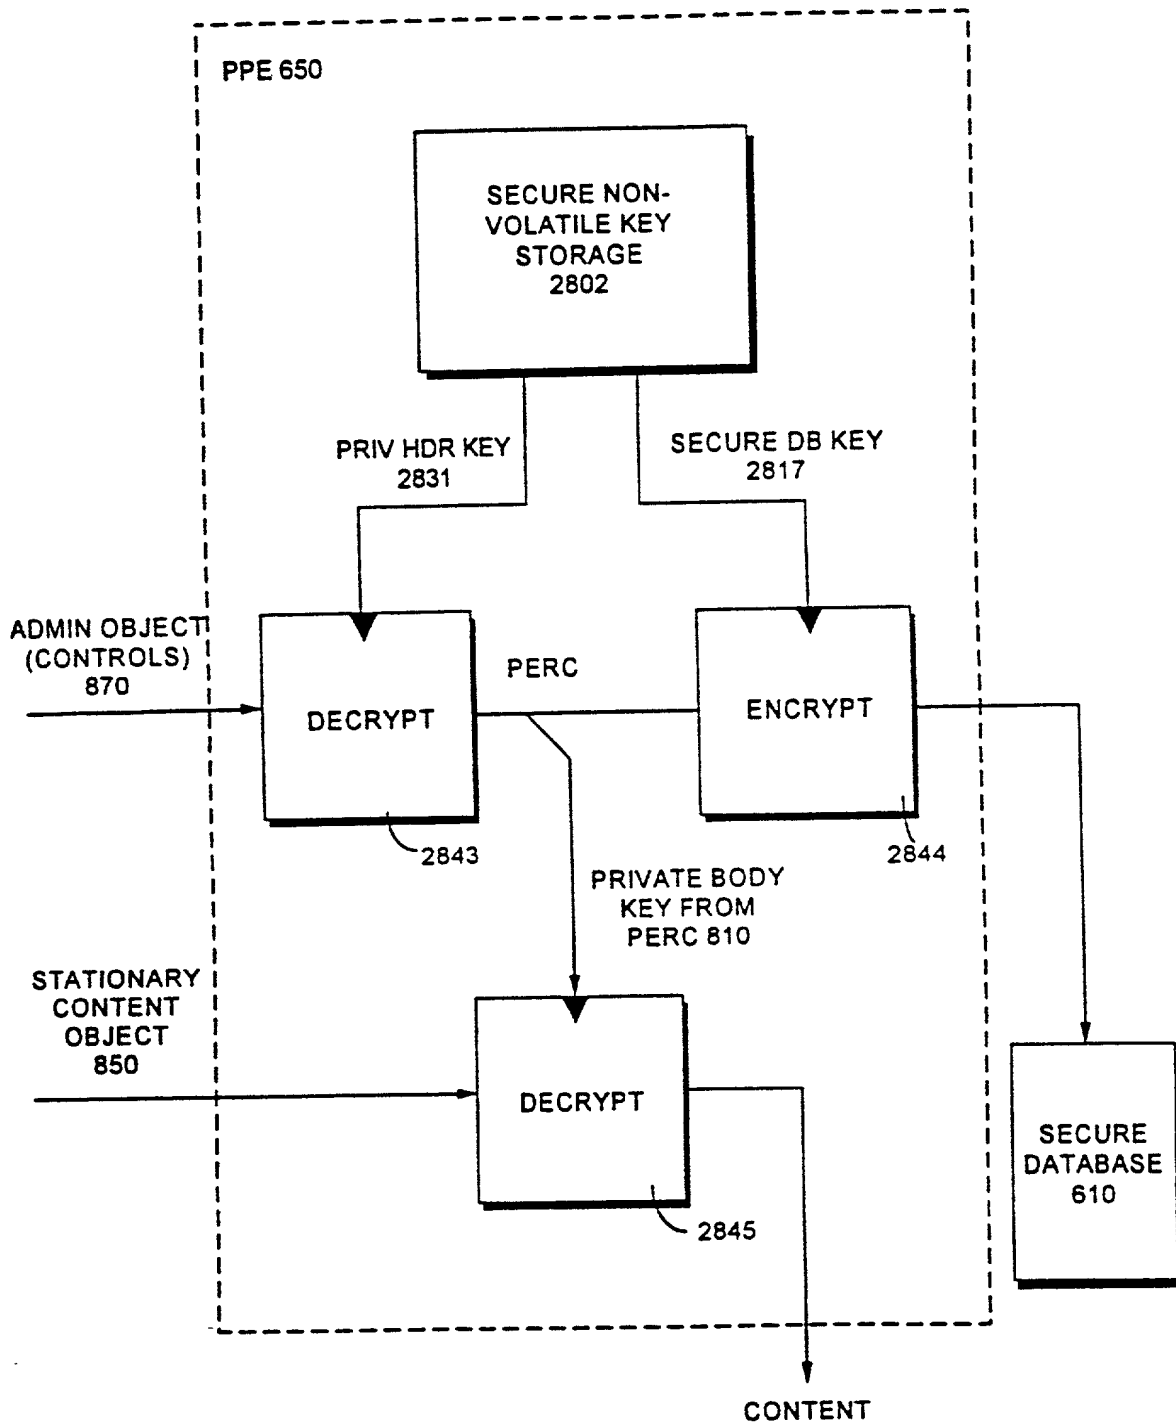 PPE 650
SECURE NON-
VOLATILE KEY
STORAGE
2802
PRIV HDR KEY
2831
SECURE DB KEY
2817
ADMIN OBJECT
(CONTROLS)
870
DECRYPT
PERC
ENCRYPT
2843
2844
PRIVATE BODY
KEY FROM
PERC 810
STATIONARY
CONTENT
OBJECT
850
DECRYPT
2845
SECURE
DATABASE
610
CONTENT